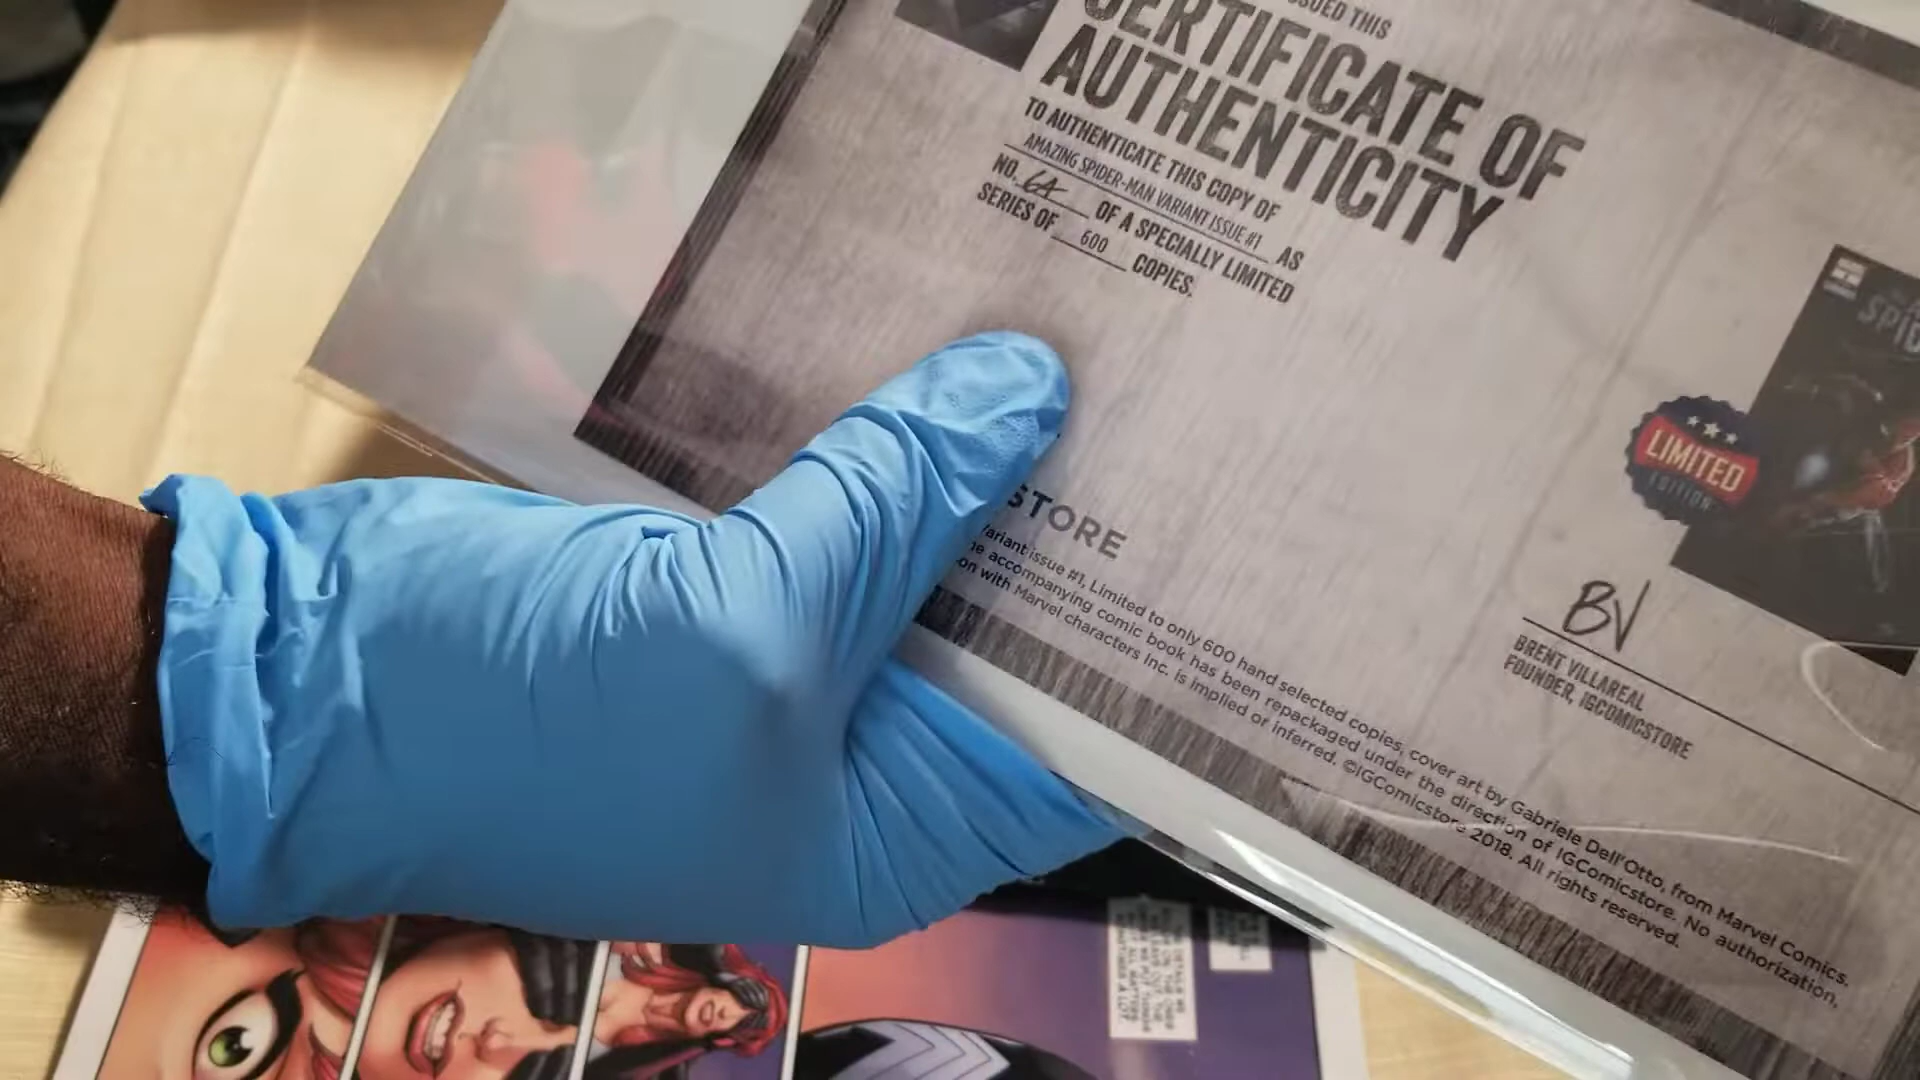 SUED THIS
CERTIFICATE OF
AUTHENTICITY
TO AUTHENTICATE THIS COPY OF
AMAZING SPIDER-MAN VARIANT ISSUE #1 AS
NO. 64 OF A SPECIALLY LIMITED
SERIES OF 600 COPIES.
SPID
LIMITED
EDITION
STORE
Variant issue #1, Limited to only 600 hand selected copies, cover art by Gabriele Dell'Otto, from Marvel Comics.
accompanying comic book has been repackaged under the direction of IGComicstore. No authorization,
on with Marvel characters Inc. is implied or inferred. ©IGComicstore 2018. All rights reserved.
BV
BRENT VILLAREAL
FOUNDER, IGCOMICSTORE